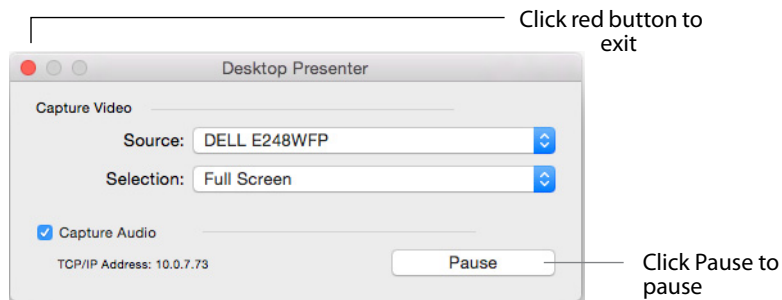 Click red button to
exit
Desktop Presenter
Capture Video
Source: DELL E248WFP
Selection: Full Screen
Capture Audio
TCP/IP Address: 10.0.7.73
Pause
Click Pause to
pause